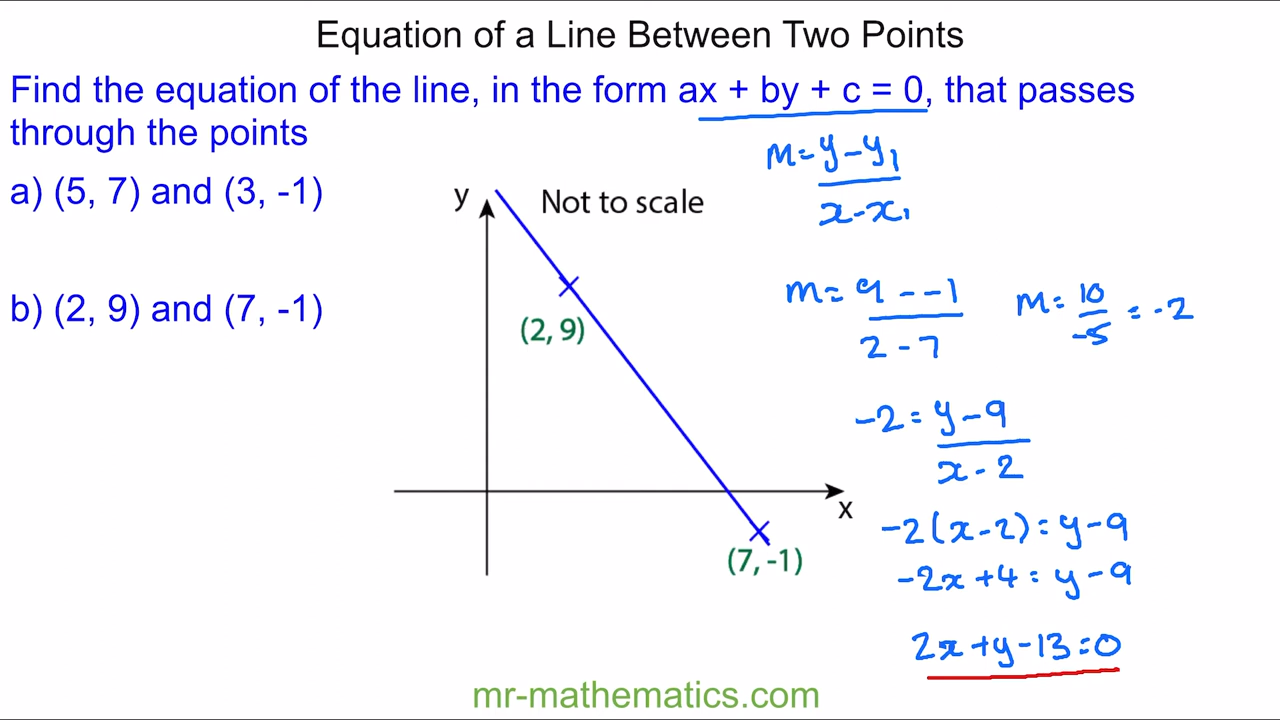 Equation of a Line Between Two Points
Find the equation of the line, in the form ax + by + c = 0, that passes
through the points
a) (5, 7) and (3, -1)
b) (2, 9) and (7, -1)
y
Not to scale
(2, 9)
x
(7, -1)
m = y - y₁
x - x₁
m = 9 - - 1
2 - 7
m = 10
-5
= -2
-2 = y - 9
x - 2
-2(x - 2) = y - 9
-2x + 4 = y - 9
2x + y - 13 = 0
mr-mathematics.com